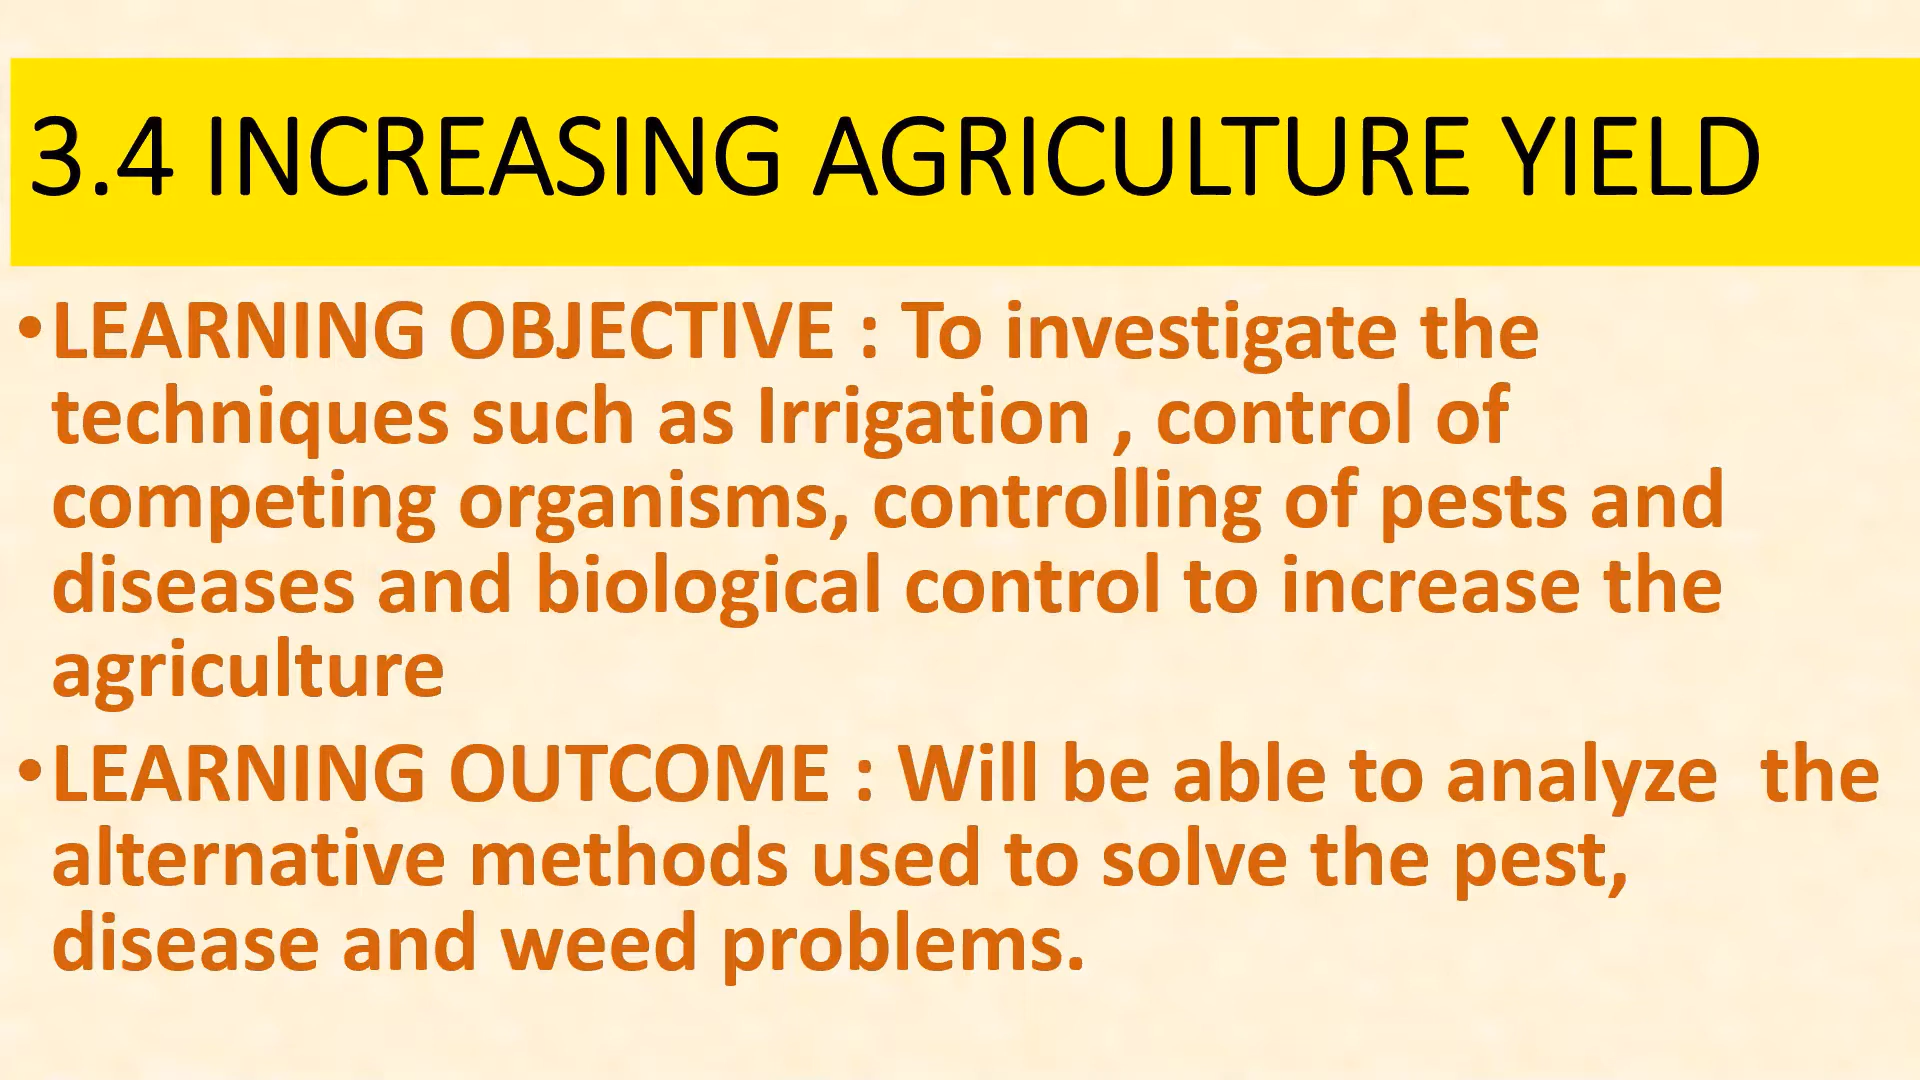 3.4 INCREASING AGRICULTURE YIELD
•LEARNING OBJECTIVE : To investigate the
techniques such as Irrigation , control of
competing organisms, controlling of pests and
diseases and biological control to increase the
agriculture
•LEARNING OUTCOME : Will be able to analyze  the
alternative methods used to solve the pest,
disease and weed problems.